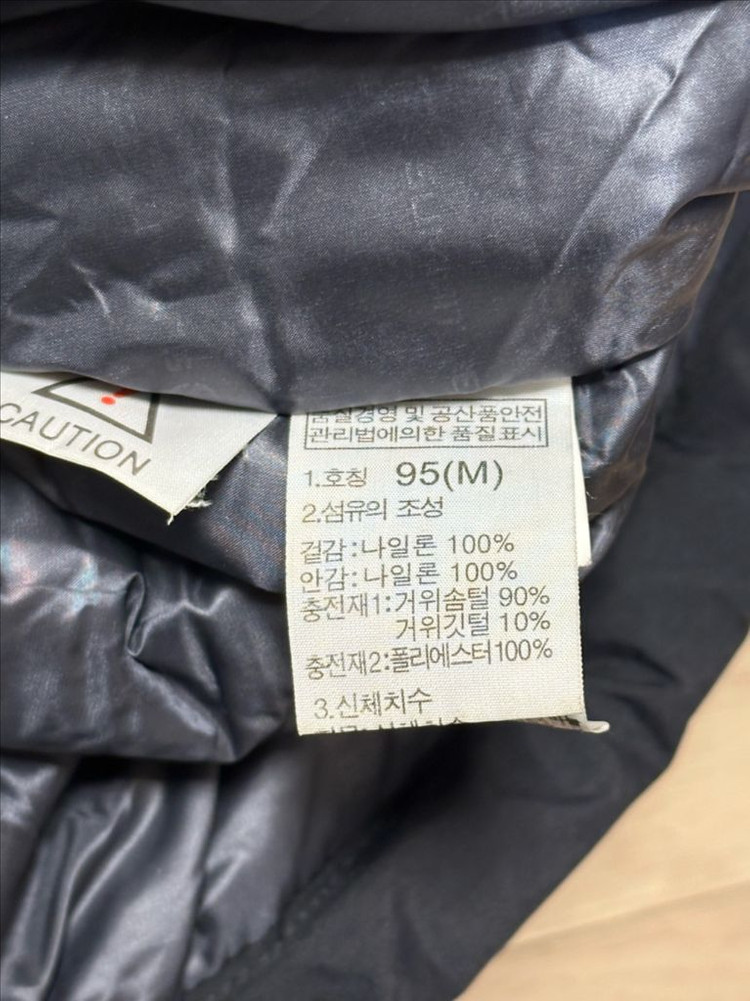 CAUTION
품질경영 및 공산품안전
관리법에의한 품질표시
1.호칭 95(M)
2.섬유의 조성
겉감:나일론 100%
안감:나일론 100%
충전재1:거위솜털 90%
거위깃털 10%
충전재2:폴리에스터100%
3.신체치수